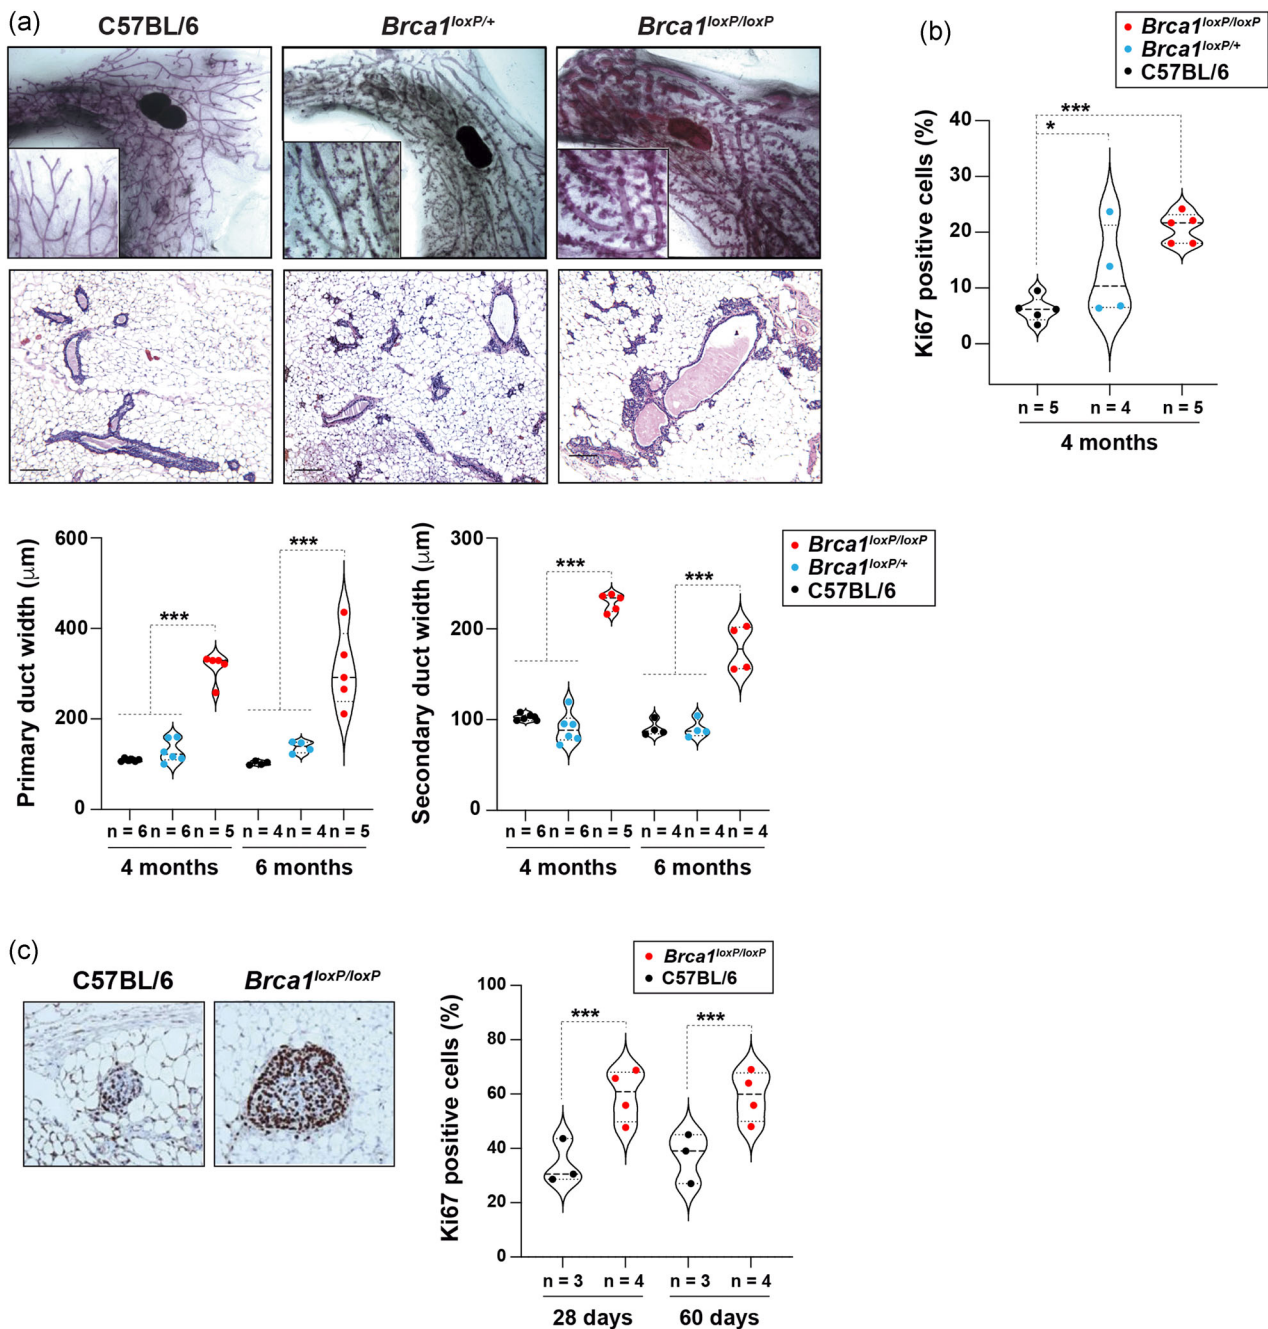 (a)
C57BL/6 Brca1loxP/+ Brca1loxP/loxP
(b)
Brca1loxP/loxP
Brca1loxP/+
C57BL/6
Ki67 positive cells (%)
40
30
20
10
0
***
*
n = 5 n = 4 n = 5
4 months
Primary duct width (μm)
600
400
200
0
***
***
n = 6 n = 6 n = 5 n = 4 n = 4 n = 5
4 months 6 months
Secondary duct width (μm)
300
200
100
0
***
***
n = 6 n = 6 n = 5 n = 4 n = 4 n = 4
4 months 6 months
Brca1loxP/loxP
Brca1loxP/+
C57BL/6
(c)
C57BL/6 Brca1loxP/loxP
Brca1loxP/loxP
C57BL/6
Ki67 positive cells (%)
100
80
60
40
20
0
***
***
n = 3 n = 4 n = 3 n = 4
28 days 60 days